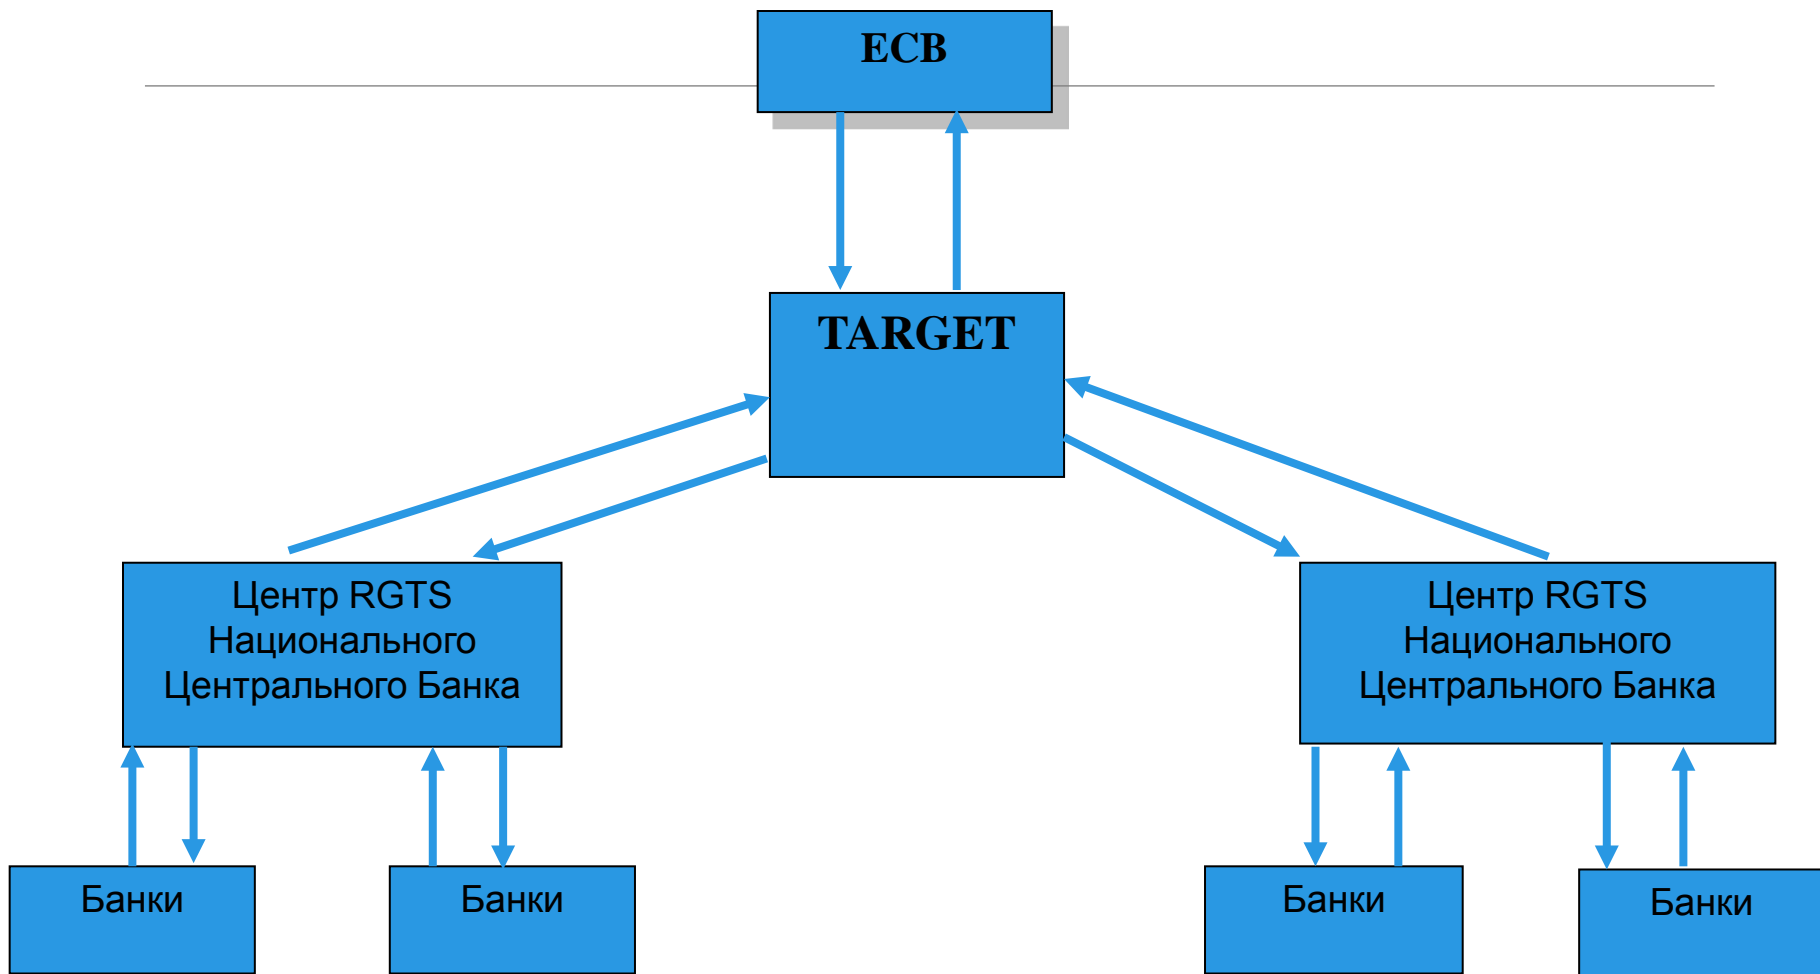 ECB
TARGET
Центр RGTS
Национального
Центрального Банка
Центр RGTS
Национального
Центрального Банка
Банки
Банки
Банки
Банки